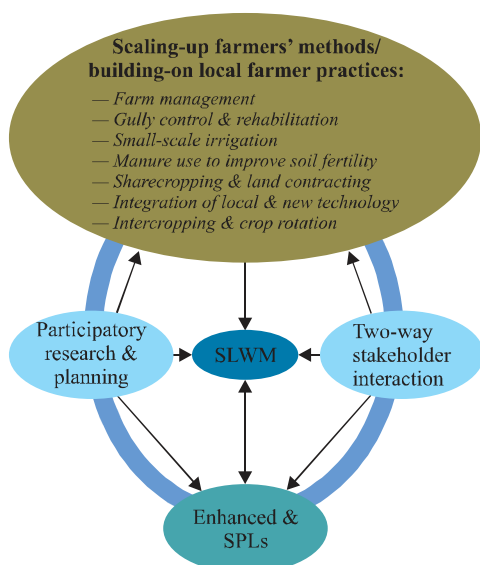 Scaling-up farmers' methods/
building-on local farmer practices:
— Farm management
— Gully control & rehabilitation
— Small-scale irrigation
— Manure use to improve soil fertility
— Sharecropping & land contracting
— Integration of local & new technology
— Intercropping & crop rotation
Participatory
research &
planning
SLWM
Two-way
stakeholder
interaction
Enhanced &
SPLs